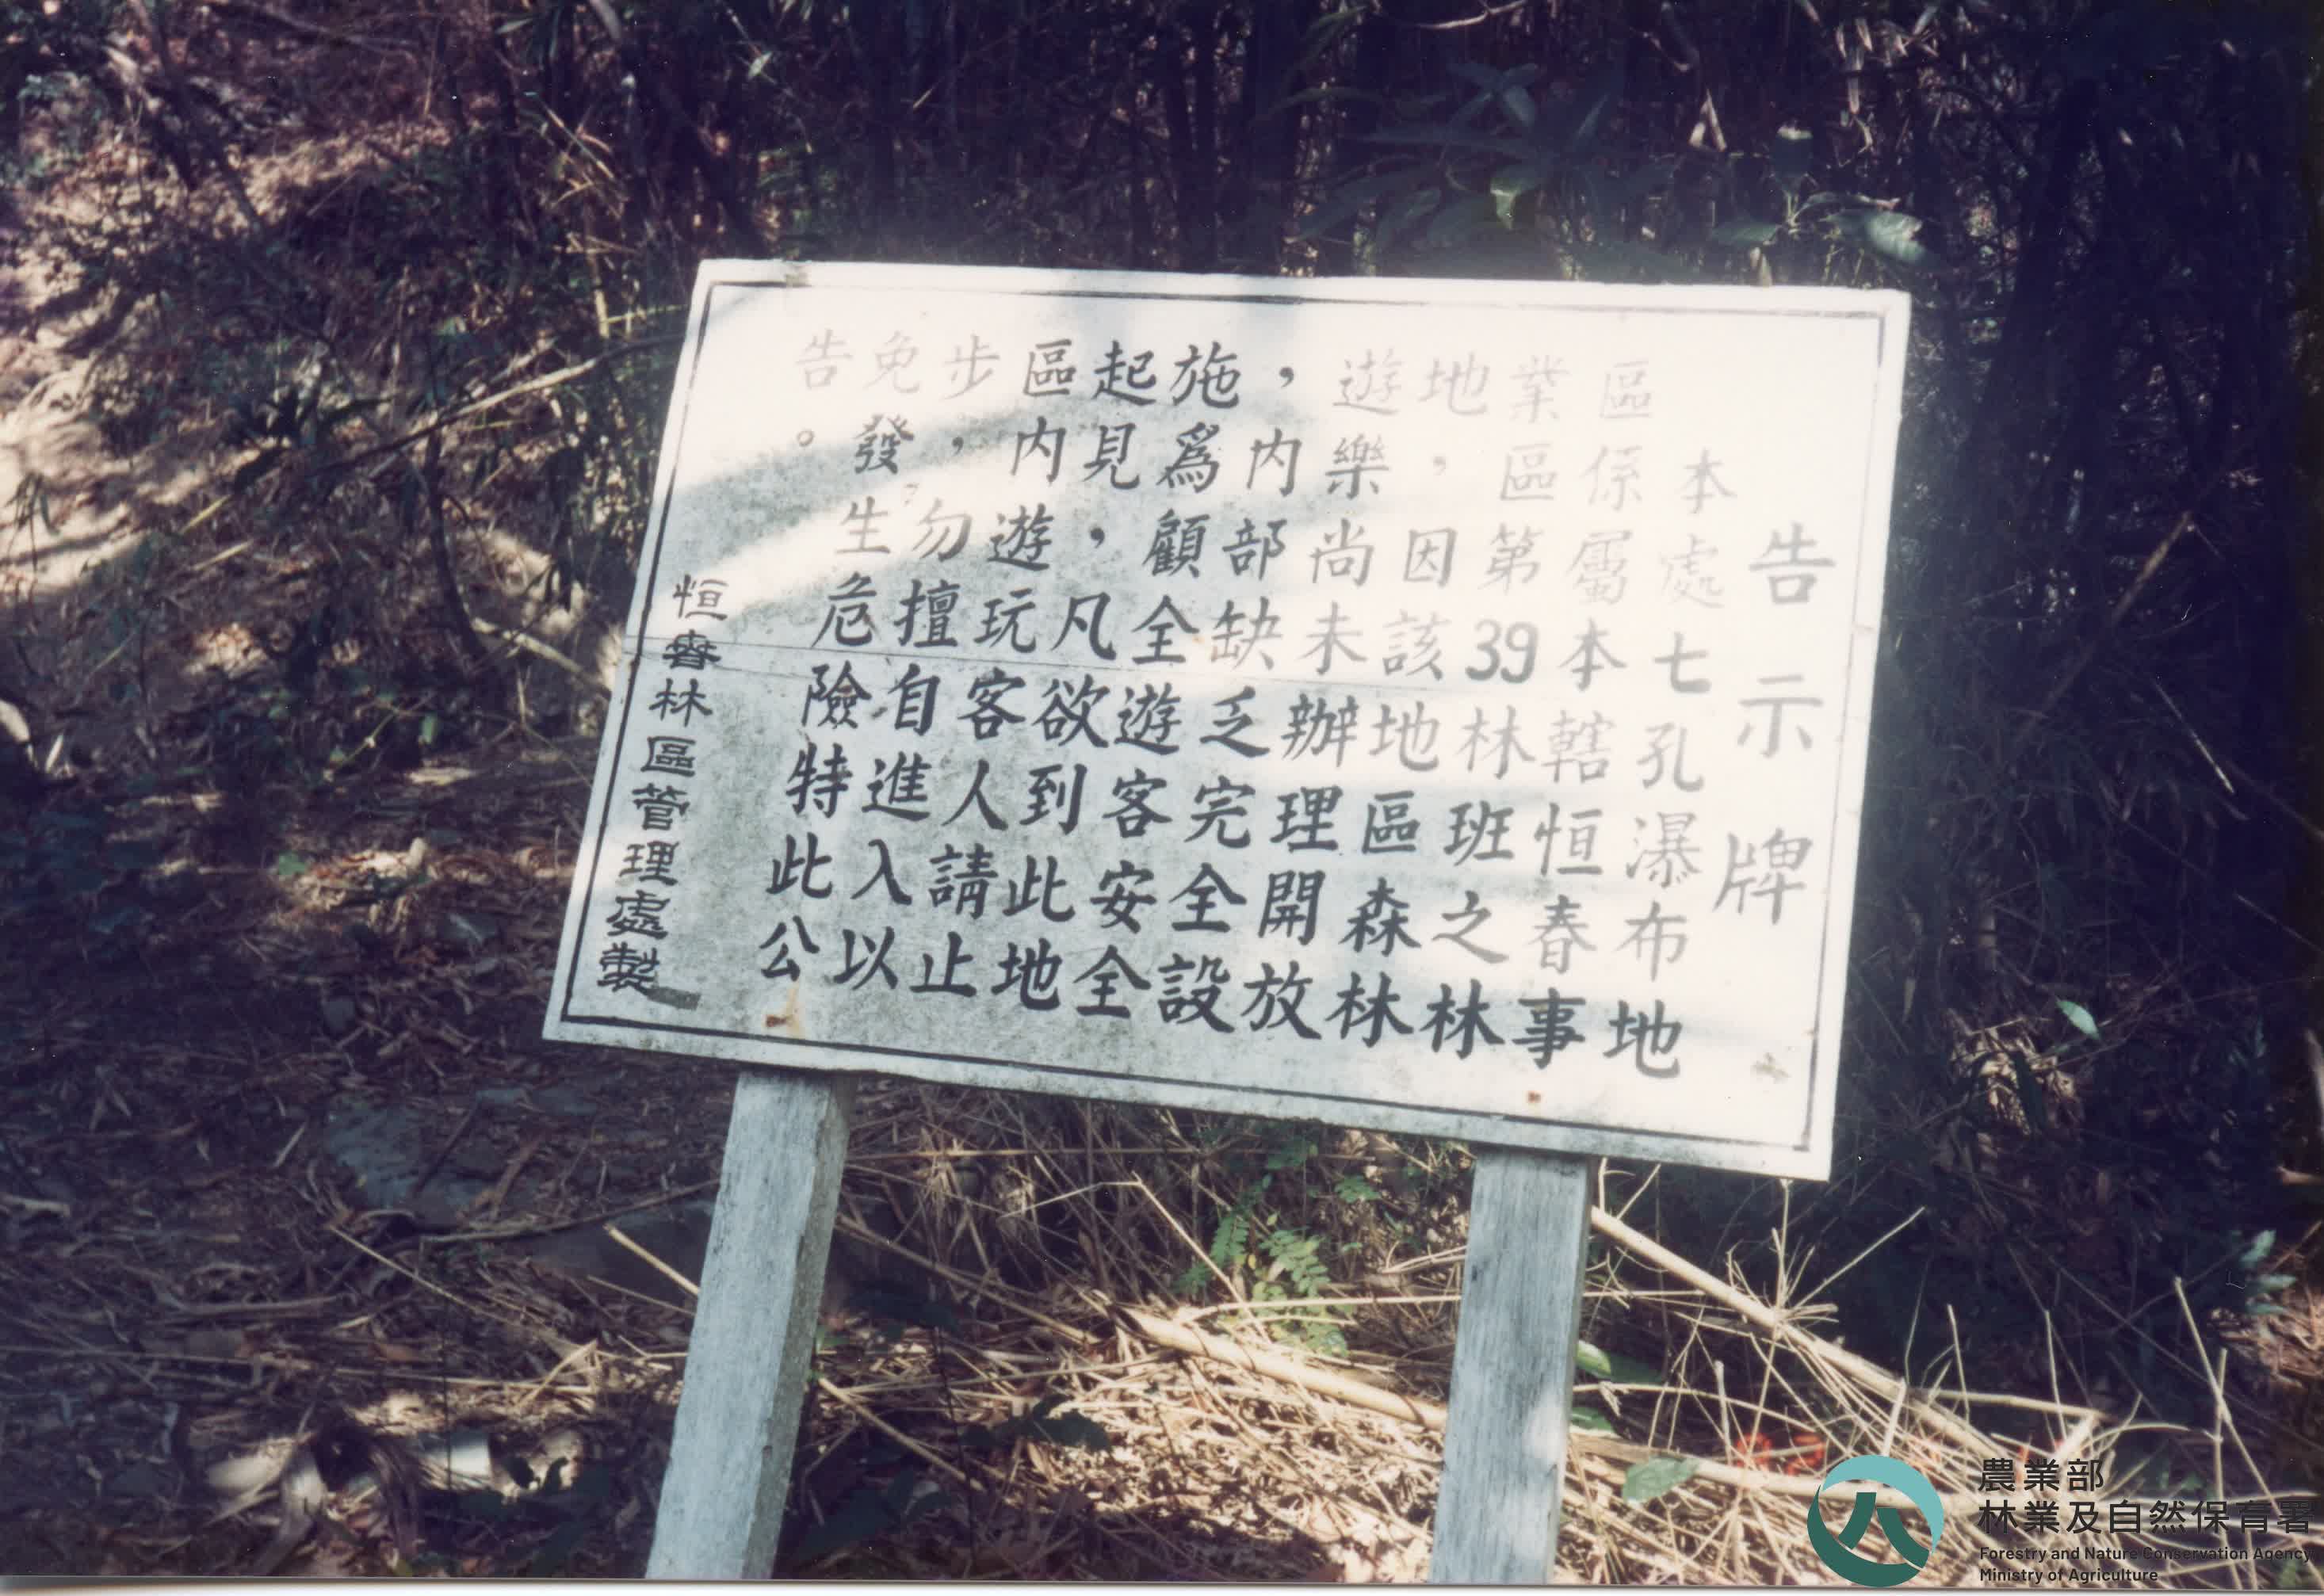 告示牌
本處七孔瀑布地
區係屬本轄恒春事
業區第39林班之林
地，因該地區森林
遊樂尚未辦理開放
，内部缺乏完全設
施爲顧全遊客安全
起見，凡欲到此地
區内遊玩客人請止
步，勿擅自進入以
免發生危險特此公
告。
恒春林區管理處製
農業部
林業及自然保育署
Forestry and Nature Conservation Agency
Ministry of Agriculture